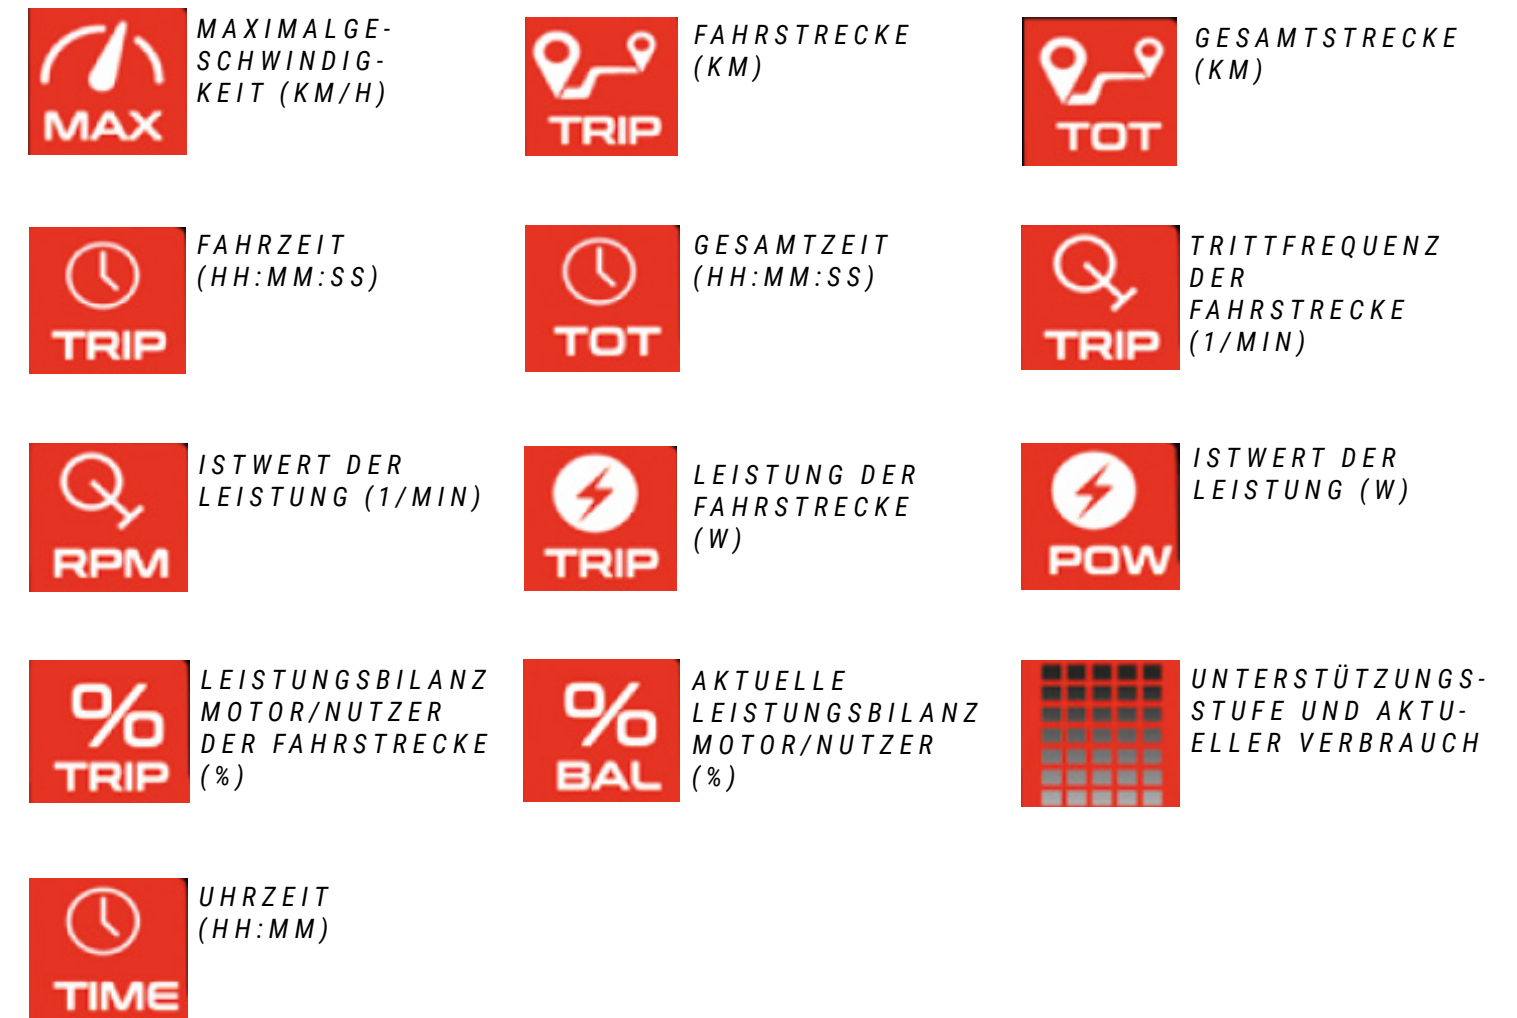 MAX
MAXIMALGE-
SCHWINDIG-
KEIT (KM/H)
TRIP
FAHRSTRECKE
(KM)
TOT
GESAMTSTRECKE
(KM)
TRIP
FAHRZEIT
(HH:MM:SS)
TOT
GESAMTZEIT
(HH:MM:SS)
TRIP
TRITTFREQUENZ
DER
FAHRSTRECKE
(1/MIN)
RPM
ISTWERT DER
LEISTUNG (1/MIN)
TRIP
LEISTUNG DER
FAHRSTRECKE
(W)
POW
ISTWERT DER
LEISTUNG (W)
%
TRIP
LEISTUNGSBILANZ
MOTOR/NUTZER
DER FAHRSTRECKE
(%)
%
BAL
AKTUELLE
LEISTUNGSBILANZ
MOTOR/NUTZER
(%)
UNTERSTÜTZUNGS-
STUFE UND AKTU-
ELLER VERBRAUCH
TIME
UHRZEIT
(HH:MM)